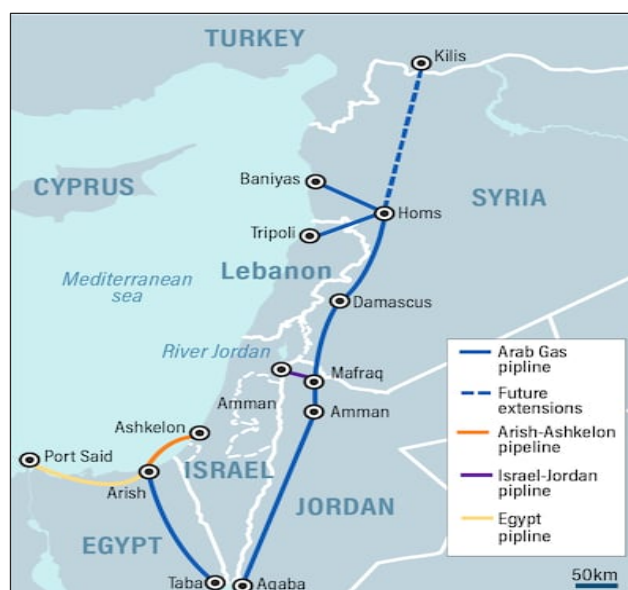 TURKEY
Kilis
CYPRUS
Baniyas
Homs
SYRIA
Tripoli
Lebanon
Mediterranean
sea
Damascus
River Jordan
Mafraq
Amman
Amman
Ashkelon
Port Said
ISRAEL
Arish
JORDAN
EGYPT
Taba
Aqaba
Arab Gas
pipline
Future
extensions
Arish-Ashkelon
pipeline
Israel-Jordan
pipline
Egypt
pipline
50km